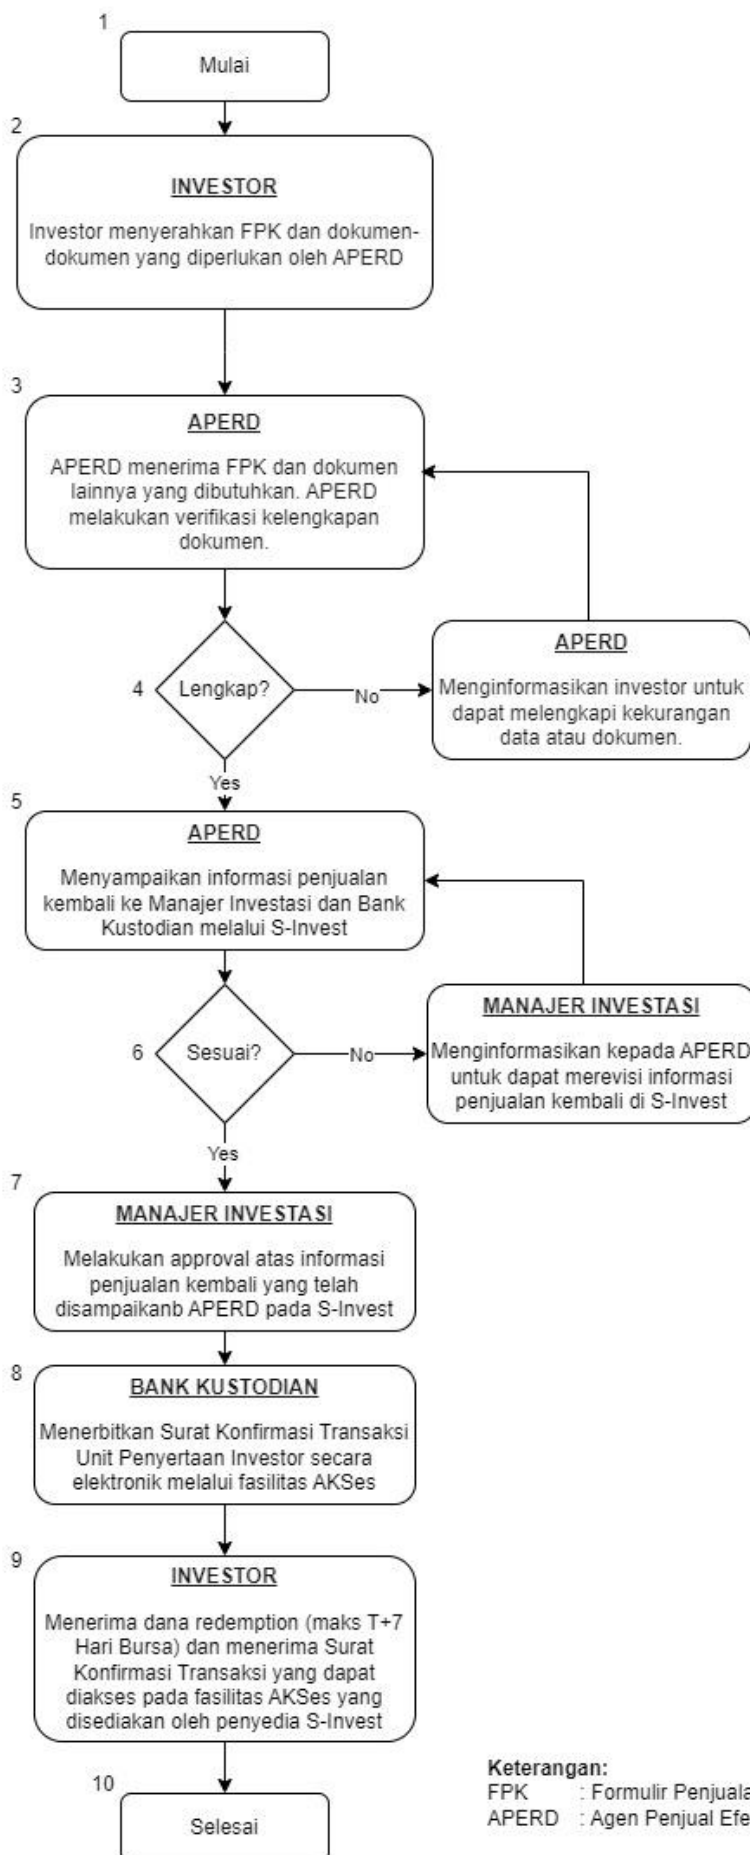 1
Mulai
2
INVESTOR
Investor menyerahkan FPK dan dokumen-
dokumen yang diperlukan oleh APERD
3
APERD
APERD menerima FPK dan dokumen
lainnya yang dibutuhkan. APERD
melakukan verifikasi kelengkapan
dokumen.
4
Lengkap?
No
APERD
Menginformasikan investor untuk
dapat melengkapi kekurangan
data atau dokumen.
Yes
5
APERD
Menyampaikan informasi penjualan
kembali ke Manajer Investasi dan Bank
Kustodian melalui S-Invest
6
Sesuai?
No
MANAJER INVESTASI
Menginformasikan kepada APERD
untuk dapat merevisi informasi
penjualan kembali di S-Invest
Yes
7
MANAJER INVESTASI
Melakukan approval atas informasi
penjualan kembali yang telah
disampaikanb APERD pada S-Invest
8
BANK KUSTODIAN
Menerbitkan Surat Konfirmasi Transaksi
Unit Penyertaan Investor secara
elektronik melalui fasilitas AKSes
9
INVESTOR
Menerima dana redemption (maks T+7
Hari Bursa) dan menerima Surat
Konfirmasi Transaksi yang dapat
diakses pada fasilitas AKSes yang
disediakan oleh penyedia S-Invest
10
Selesai
Keterangan:
FPK : Formulir
APERD : Agen Penjual